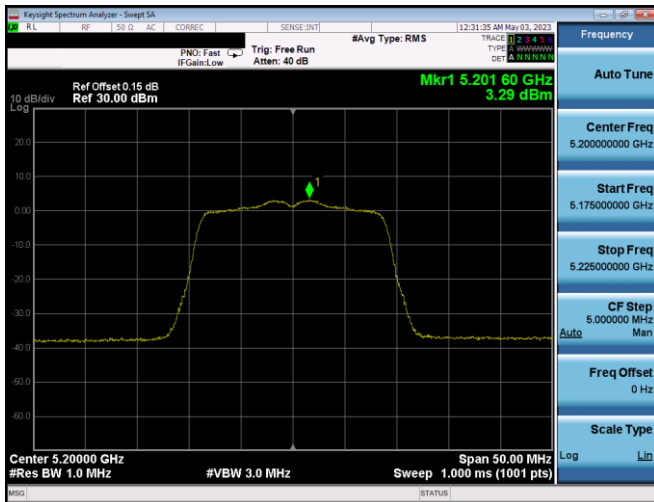 Keysight Spectrum Analyzer - Swept SA
RL RF 50 Ω AC CORREC SENSE:INT 12:31:35 AM May 03, 2023
#Avg Type: RMS TRACE 1 2 3 4 5 6
PNO: Fast Trig: Free Run TYPE A WWWWW
IFGain:Low Atten: 40 dB DET A N N N N N
Mkr1 5.201 60 GHz
Ref Offset 0.15 dB
10 dB/div Ref 30.00 dBm 3.29 dBm
Log
1
20.0
10.0
0.00
-10.0
-20.0
-30.0
-40.0
-50.0
-60.0
Center 5.20000 GHz Span 50.00 MHz
#Res BW 1.0 MHz #VBW 3.0 MHz Sweep 1.000 ms (1001 pts)
MSG STATUS
Frequency
Auto Tune
Center Freq
5.200000000 GHz
Start Freq
5.175000000 GHz
Stop Freq
5.225000000 GHz
CF Step
5.000000 MHz
Auto Man
Freq Offset
0 Hz
Scale Type
Log Lin